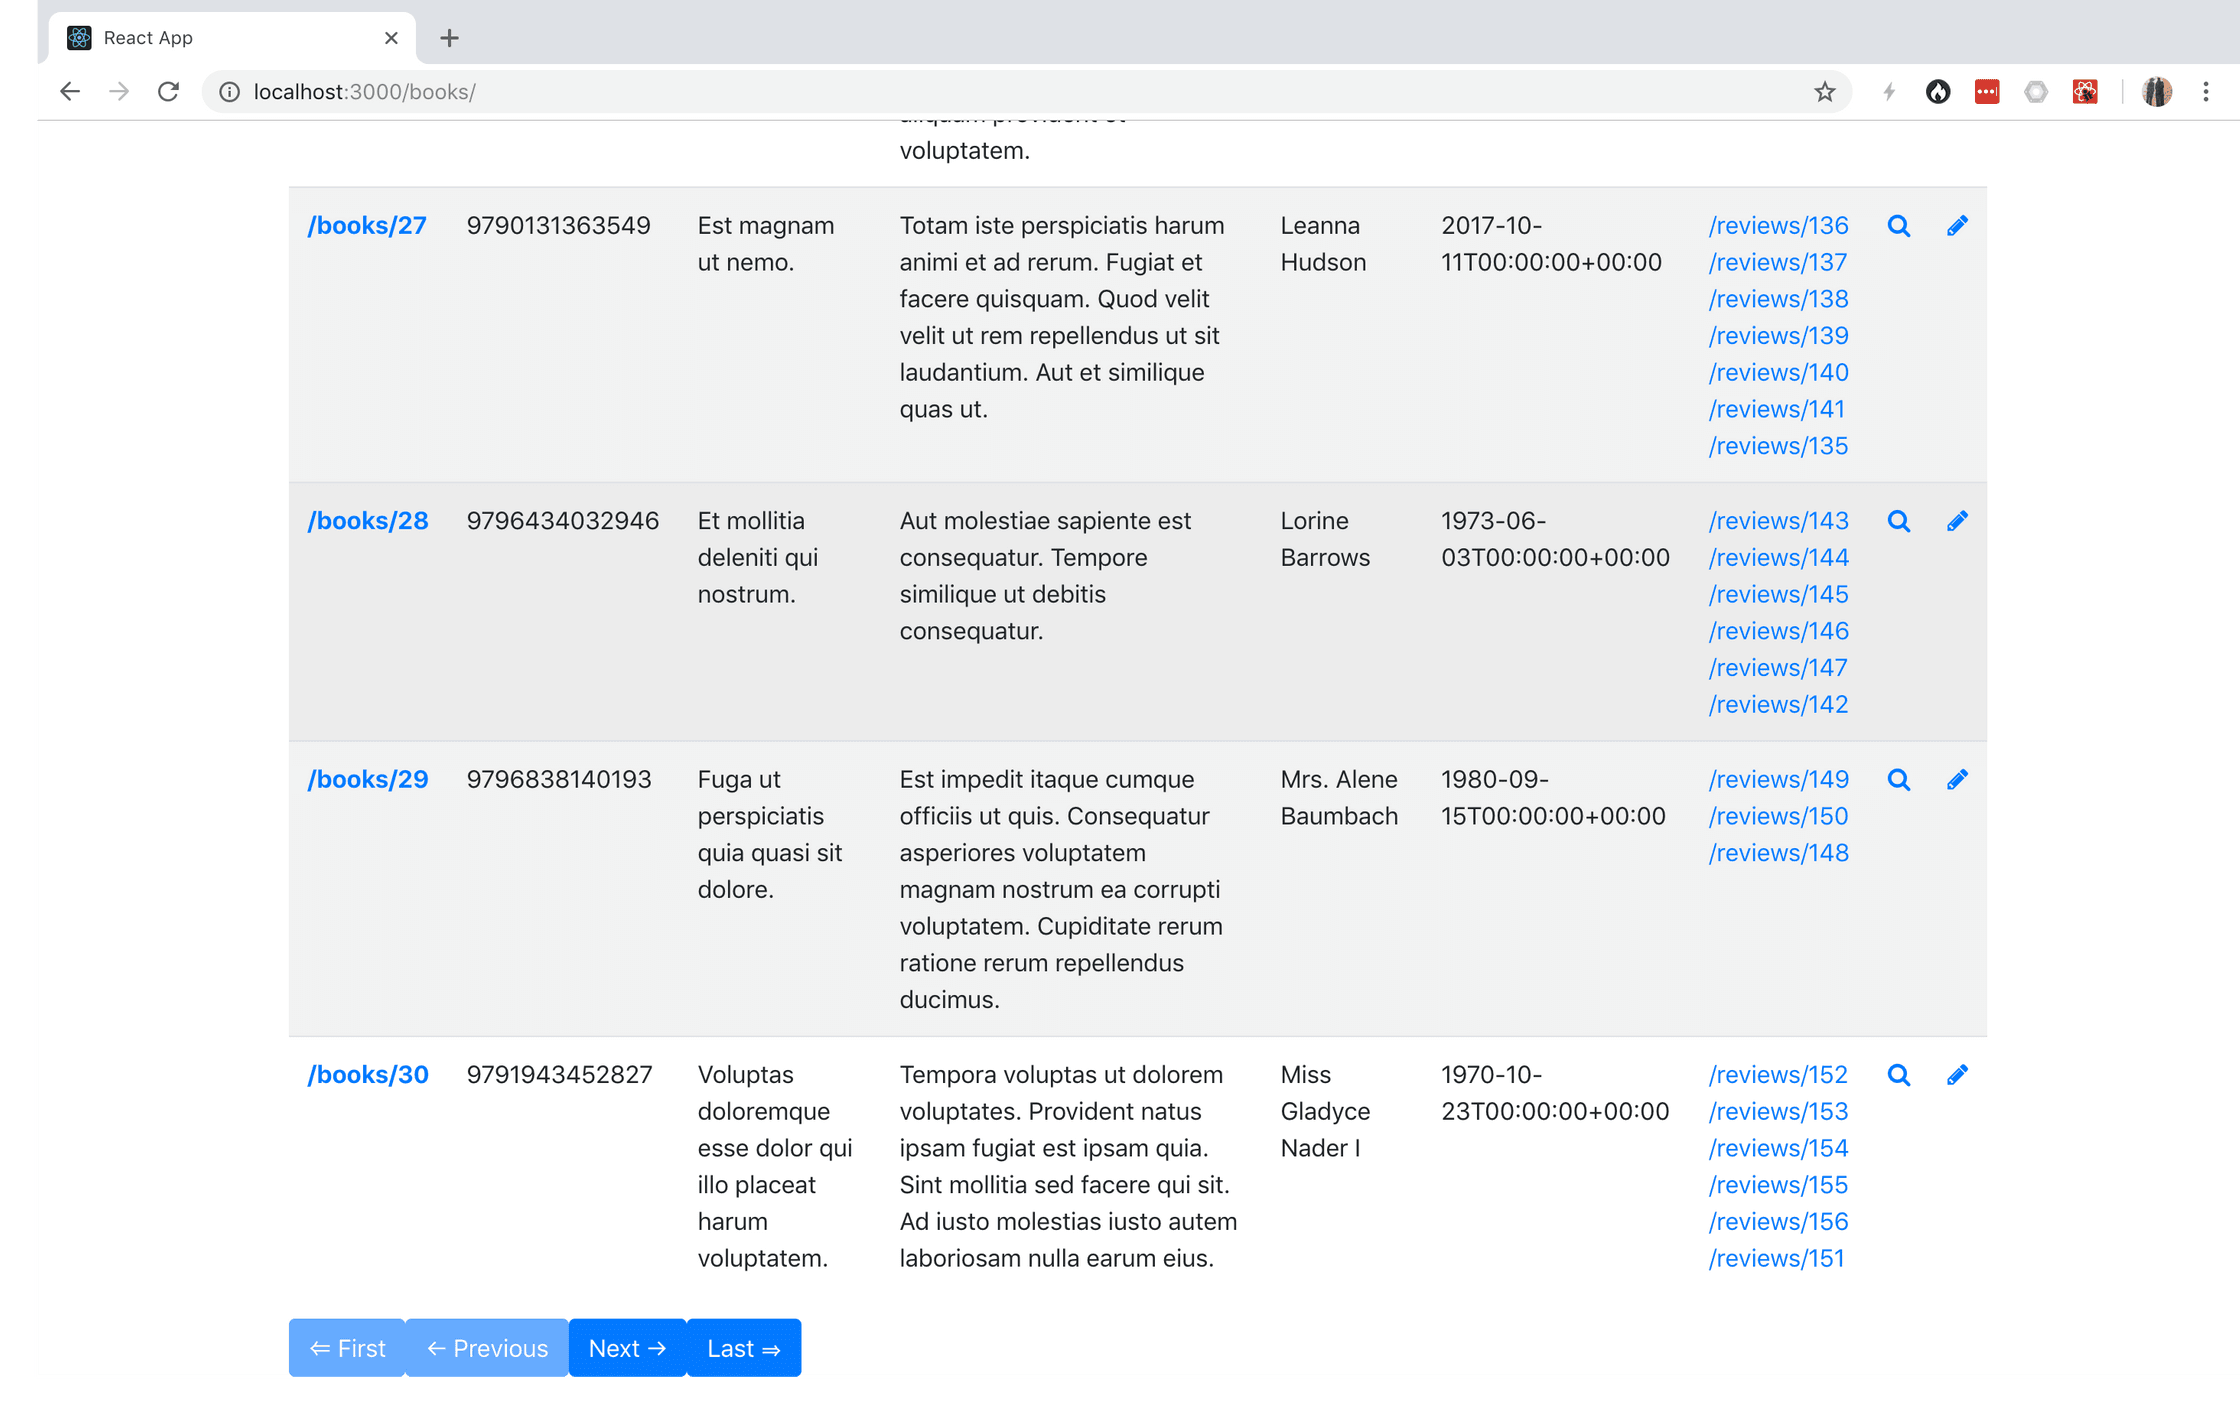 React App
localhost:3000/books/
aliquam provident et
voluptatem.
/books/27 9790131363549 Est magnam Totam iste perspiciatis harum Leanna 2017-10- /reviews/136
ut nemo. animi et ad rerum. Fugiat et Hudson 11T00:00:00+00:00 /reviews/137
facere quisquam. Quod velit /reviews/138
velit ut rem repellendus ut sit /reviews/139
laudantium. Aut et similique /reviews/140
quas ut. /reviews/141
/reviews/135
/books/28 9796434032946 Et mollitia Aut molestiae sapiente est Lorine 1973-06- /reviews/143
deleniti qui consequatur. Tempore Barrows 03T00:00:00+00:00 /reviews/144
nostrum. similique ut debitis /reviews/145
consequatur. /reviews/146
/reviews/147
/reviews/142
/books/29 9796838140193 Fuga ut Est impedit itaque cumque Mrs. Alene 1980-09- /reviews/149
perspiciatis officiis ut quis. Consequatur Baumbach 15T00:00:00+00:00 /reviews/150
quia quasi sit asperiores voluptatem /reviews/148
dolore. magnam nostrum ea corrupti
voluptatem. Cupiditate rerum
ratione rerum repellendus
ducimus.
/books/30 9791943452827 Voluptas Tempora voluptas ut dolorem Miss 1970-10- /reviews/152
doloremque voluptates. Provident natus Gladyce 23T00:00:00+00:00 /reviews/153
esse dolor qui ipsam fugiat est ipsam quia. Nader I /reviews/154
illo placeat Sint mollitia sed facere qui sit. /reviews/155
harum Ad iusto molestias iusto autem /reviews/156
voluptatem. laboriosam nulla earum eius. /reviews/151
⇐ First ← Previous Next → Last ⇒